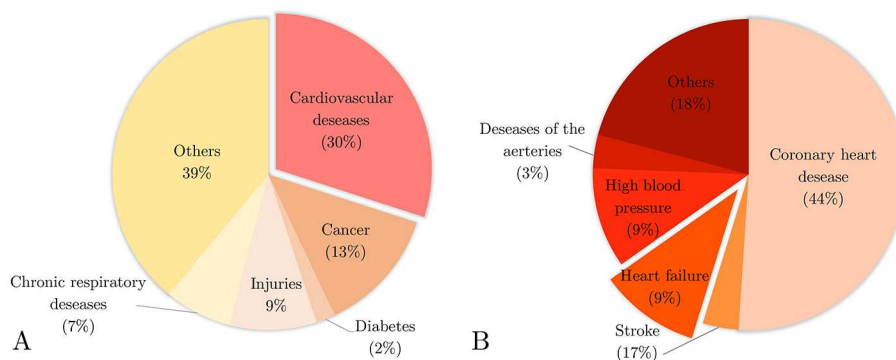 Cardiovascular
deseases
(30%)
Others
39%
Cancer
(13%)
Injuries
9%
Chronic respiratory
deseases
(7%)
Diabetes
(2%)
A
Others
(18%)
Deseases of the
aerteries
(3%)
Coronary heart
desease
(44%)
High blood
pressure
(9%)
Heart failure
(9%)
Stroke
(17%)
B